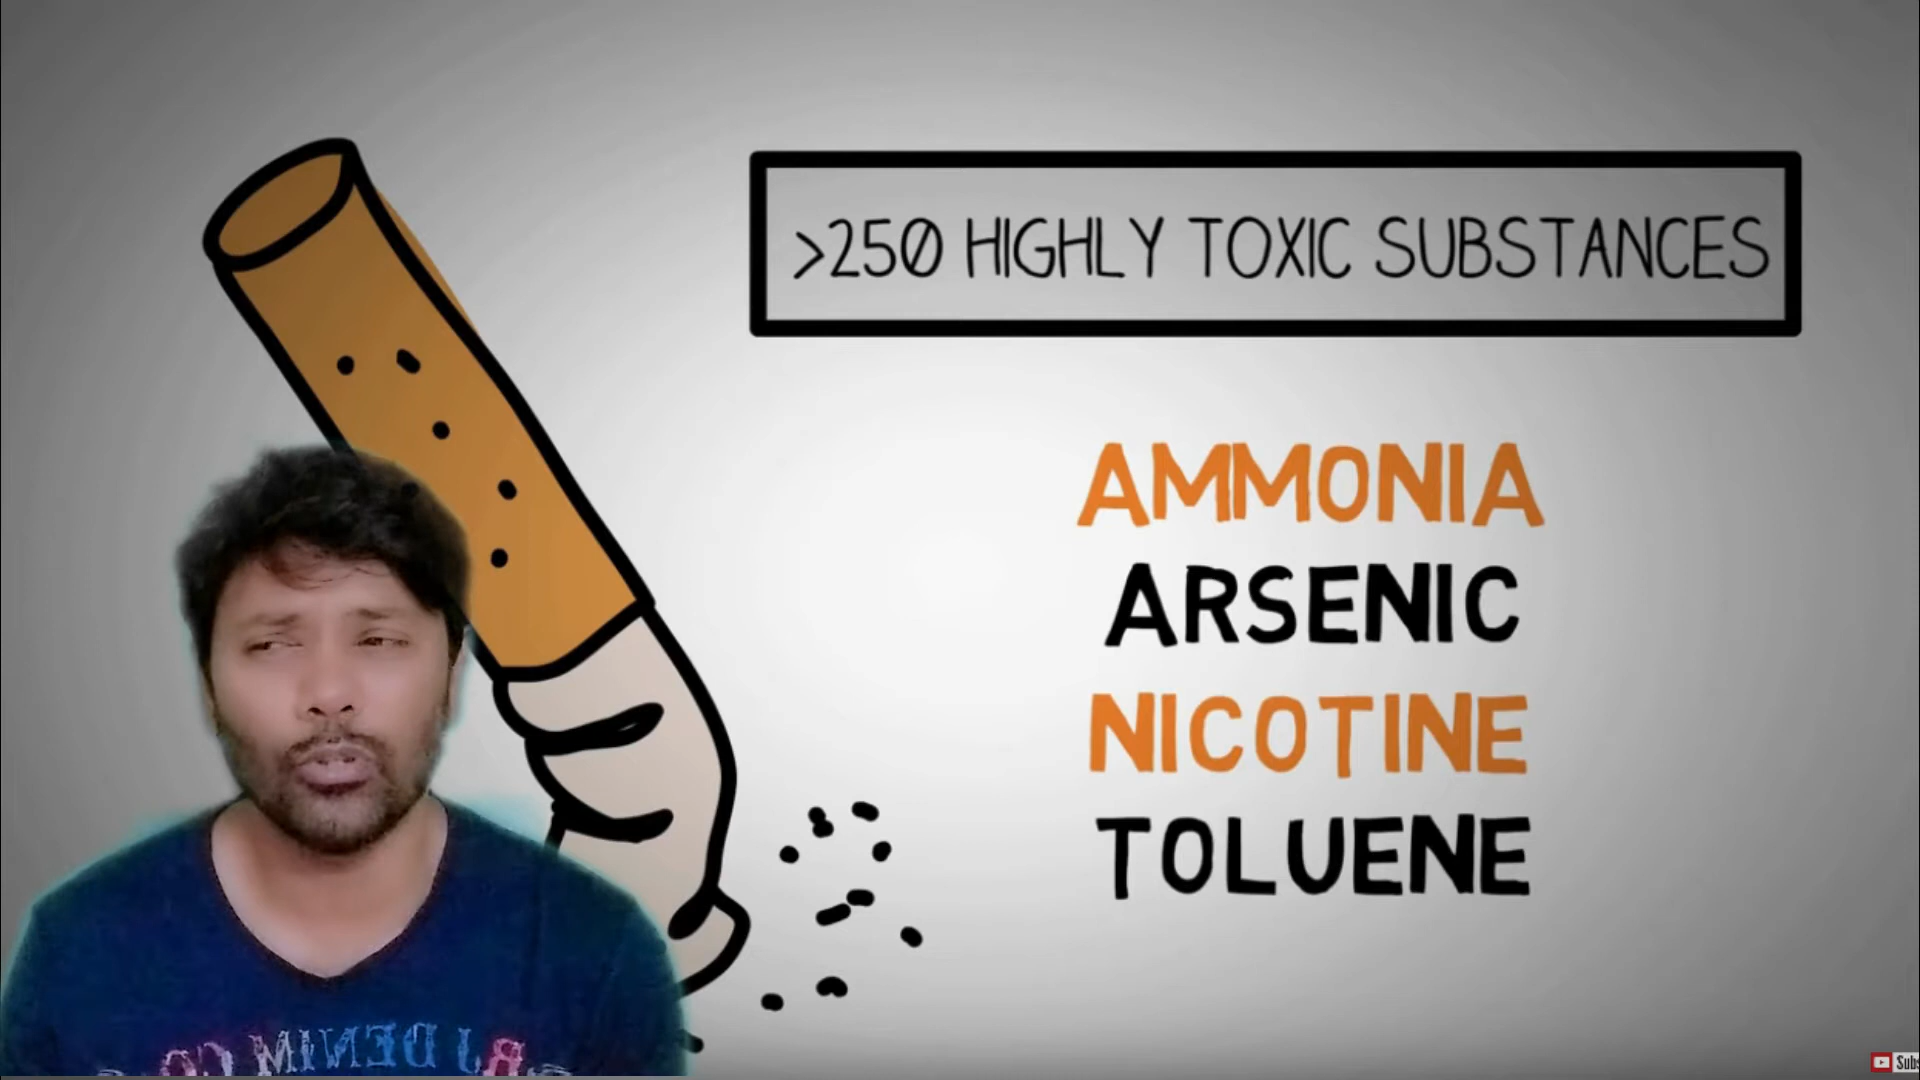 >250 HIGHLY TOXIC SUBSTANCES
AMMONIA
ARSENIC
NICOTINE
TOLUENE